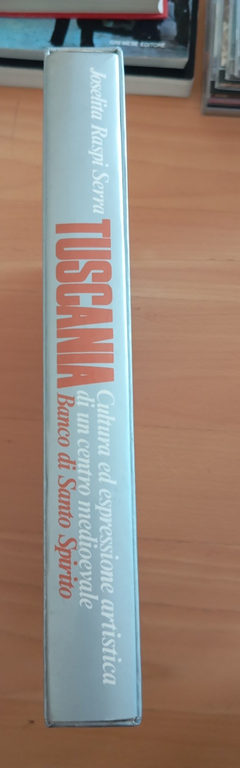 Joselita Raspi Serra
TUSCANIA
Cultura ed espressione artistica
di un centro medioevale
Banco di Santo Spirito